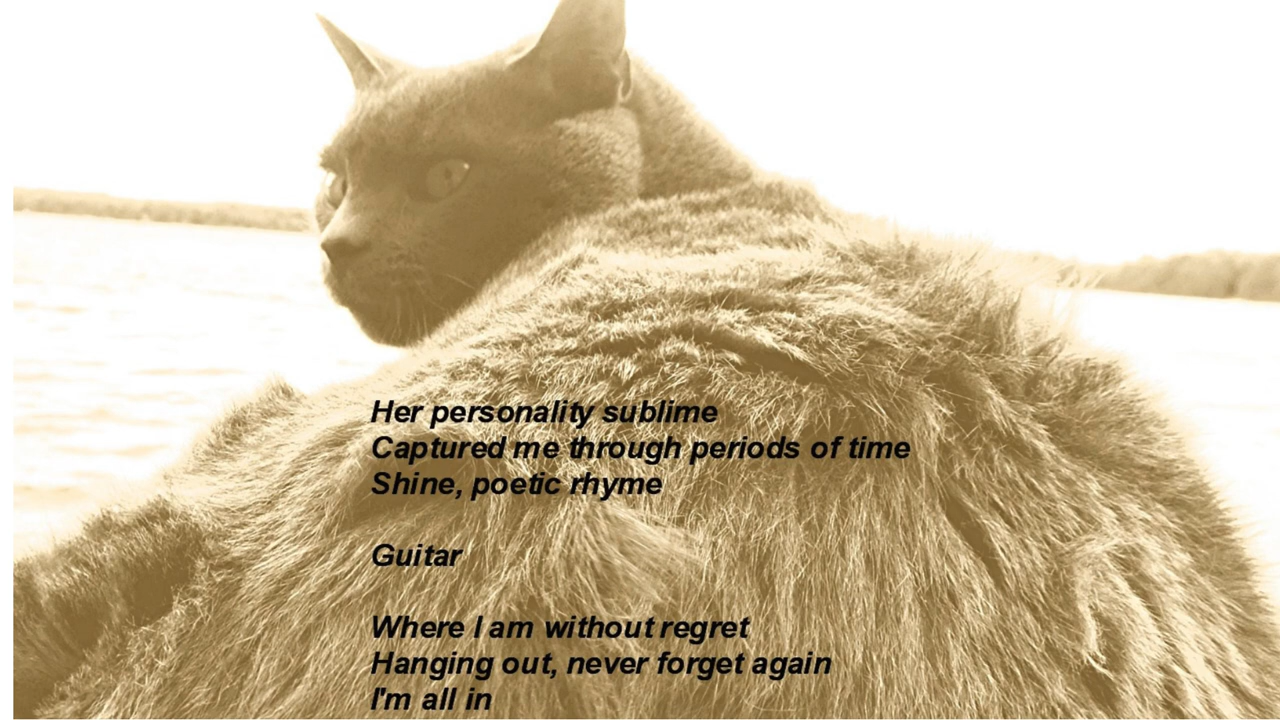 Her personality sublime
Captured me through periods of time
Shine, poetic rhyme
Guitar
Where I am without regret
Hanging out, never forget again
I'm all in